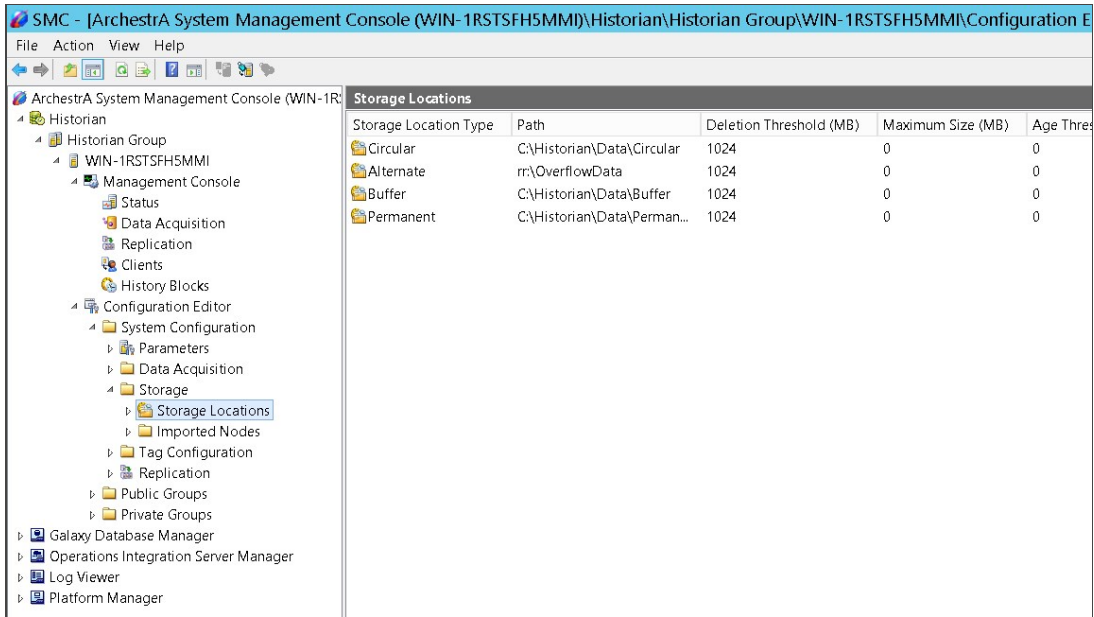 SMC - [ArchestrA System Management Console (WIN-1RSTSFH5MMI)\Historian\Historian Group\WIN-1RSTSFH5MMI\Configuration E
File Action View Help
ArchestrA System Management Console (WIN-1R
Historian
Historian Group
WIN-1RSTSFH5MMI
Management Console
Status
Data Acquisition
Replication
Clients
History Blocks
Configuration Editor
System Configuration
Parameters
Data Acquisition
Storage
Storage Locations
Imported Nodes
Tag Configuration
Replication
Public Groups
Private Groups
Galaxy Database Manager
Operations Integration Server Manager
Log Viewer
Platform Manager
Storage Locations
Storage Location Type Path Deletion Threshold (MB) Maximum Size (MB) Age Thres
Circular C:\Historian\Data\Circular 1024 0 0
Alternate rr:\OverflowData 1024 0 0
Buffer C:\Historian\Data\Buffer 1024 0 0
Permanent C:\Historian\Data\Perman... 1024 0 0